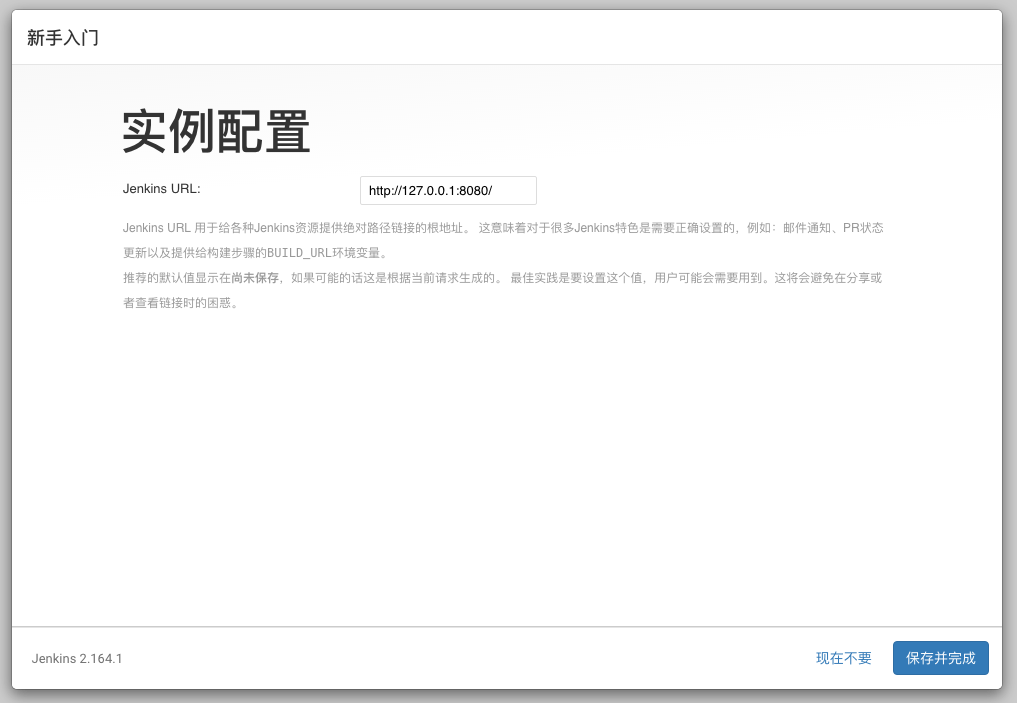 新手入门
实例配置
Jenkins URL:
http://127.0.0.1:8080/
Jenkins URL 用于给各种Jenkins资源提供绝对路径链接的根地址。 这意味着对于很多Jenkins特色是需要正确设置的，例如：邮件通知、PR状态
更新以及提供给构建步骤的BUILD_URL环境变量。
推荐的默认值显示在尚未保存，如果可能的话这是根据当前请求生成的。 最佳实践是要设置这个值，用户可能会需要用到。这将会避免在分享或
者查看链接时的困惑。
Jenkins 2.164.1
现在不要
保存并完成